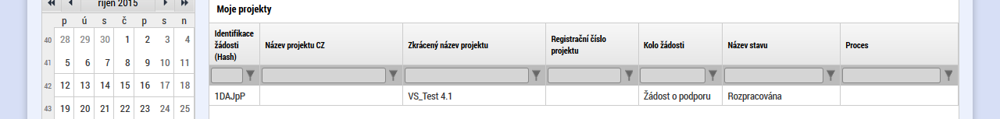 říjen 2015
p ú s č p s n
40 28 29 30 1 2 3 4
41 5 6 7 8 9 10 11
42 12 13 14 15 16 17 18
43 19 20 21 22 23 24 25
Moje projekty
Identifikace žádosti (Hash) Název projektu CZ Zkrácený název projektu Registrační číslo projektu Kolo žádosti Název stavu Proces
1DAJpP VS_Test 4.1 Žádost o podporu Rozpracována